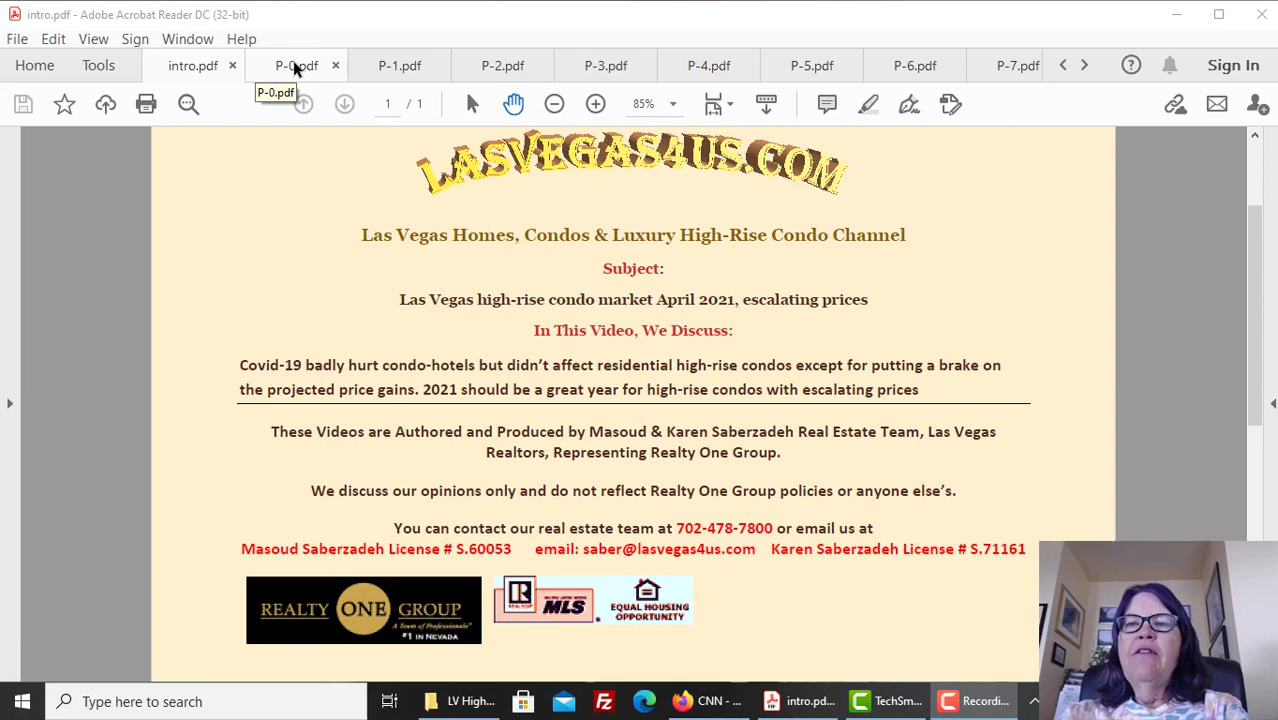 intro.pdf - Adobe Acrobat Reader DC (32-bit)
File Edit View Sign Window Help
Home Tools intro.pdf P-0.pdf P-1.pdf P-2.pdf P-3.pdf P-4.pdf P-5.pdf P-6.pdf P-7.pdf Sign In
P-0.pdf
1 / 1 85%
LASVEGAS4US.COM
Las Vegas Homes, Condos & Luxury High-Rise Condo Channel
Subject:
Las Vegas high-rise condo market April 2021, escalating prices
In This Video, We Discuss:
Covid-19 badly hurt condo-hotels but didn't affect residential high-rise condos except for putting a brake on
the projected price gains. 2021 should be a great year for high-rise condos with escalating prices
These Videos are Authored and Produced by Masoud & Karen Saberzadeh Real Estate Team, Las Vegas
Realtors, Representing Realty One Group.
We discuss our opinions only and do not reflect Realty One Group policies or anyone else's.
You can contact our real estate team at 702-478-7800 or email us at
Masoud Saberzadeh License # S.60053 email: saber@lasvegas4us.com Karen Saberzadeh License # S.71161
REALTY ONE GROUP
A Team of Professionals
#1 IN NEVADA
R
REALTOR
MLS
EQUAL HOUSING
OPPORTUNITY
Type here to search
LV High...
CNN - ...
intro.pd...
TechSm...
Recordi...